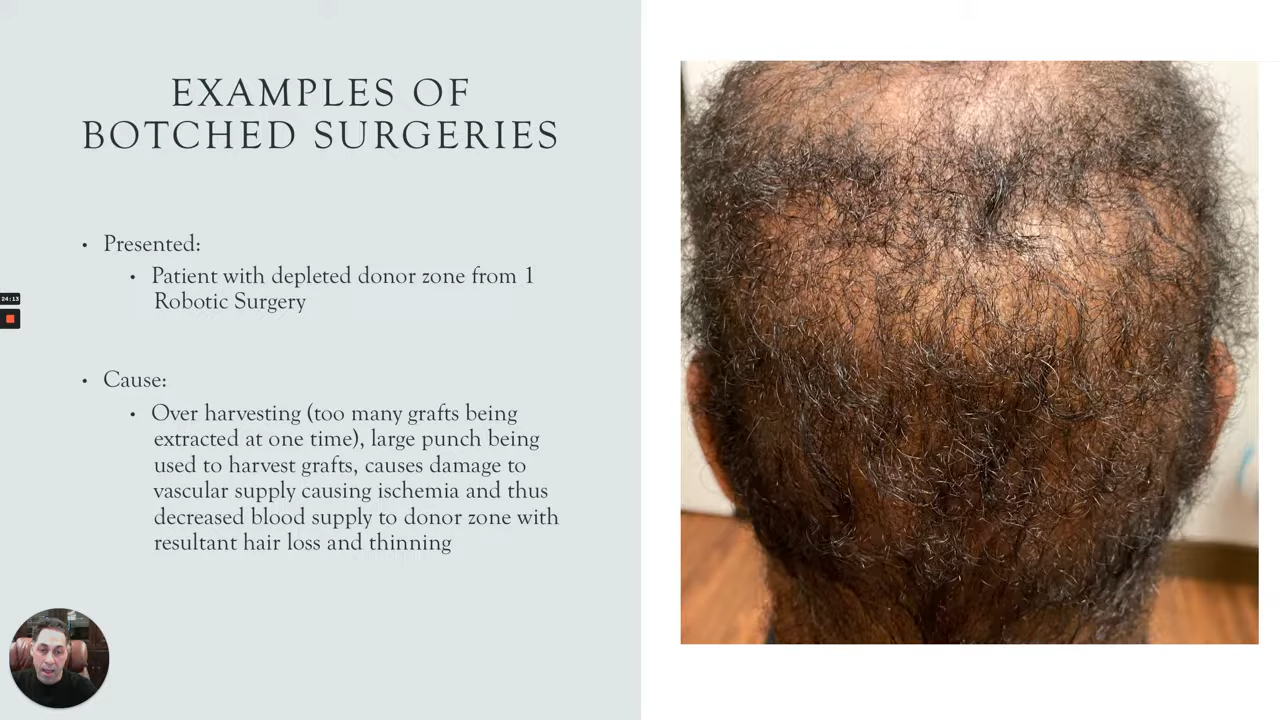 EXAMPLES OF
BOTCHED SURGERIES
• Presented:
• Patient with depleted donor zone from 1
Robotic Surgery
24:13
• Cause:
• Over harvesting (too many grafts being
extracted at one time), large punch being
used to harvest grafts, causes damage to
vascular supply causing ischemia and thus
decreased blood supply to donor zone with
resultant hair loss and thinning